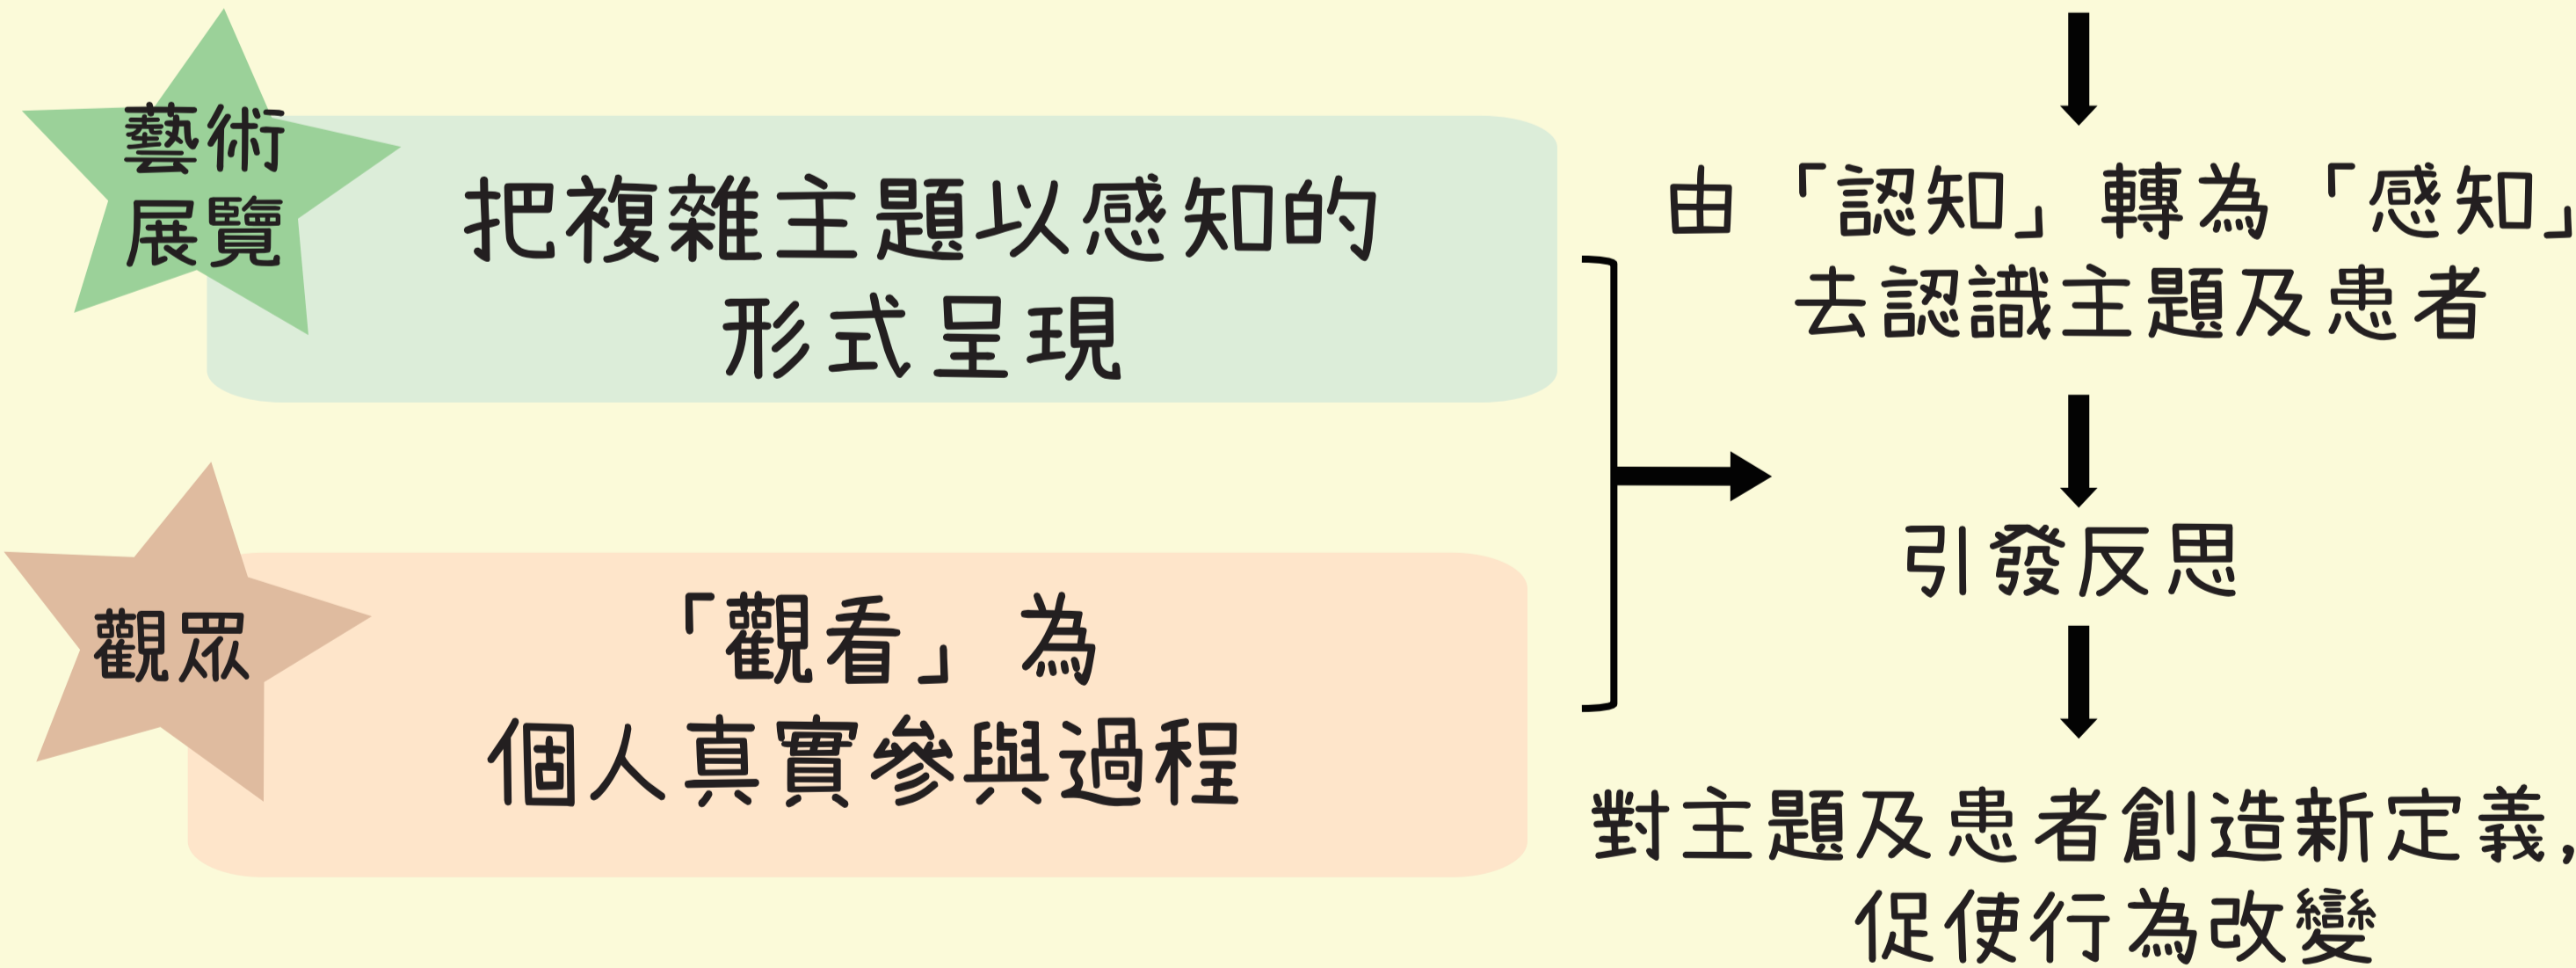 藝術
展覽
把複雜主題以感知的
形式呈現
觀眾
「觀看」為
個人真實參與過程
由「認知」轉為「感知」
去認識主題及患者
引發反思
對主題及患者創造新定義,
促使行為改變